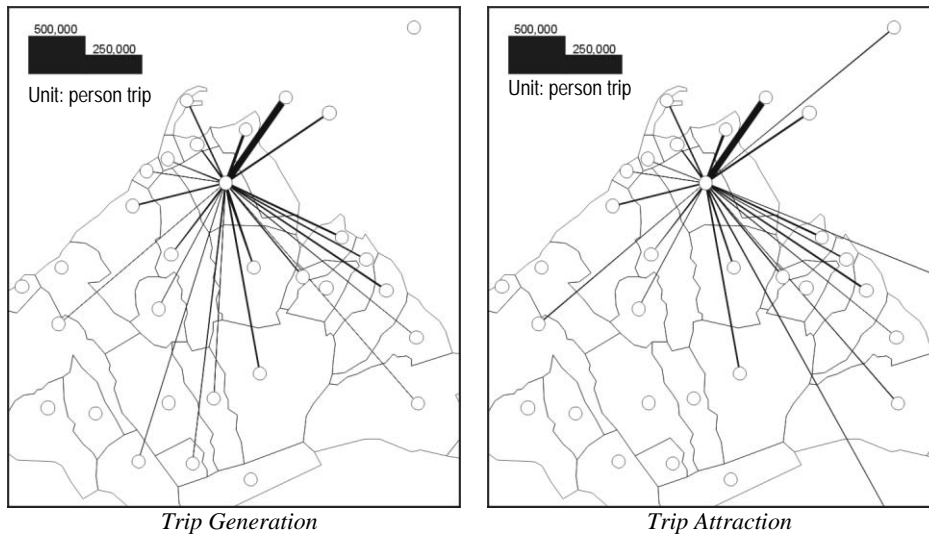 500,000
250,000
Unit: person trip
Trip Generation
500,000
250,000
Unit: person trip
Trip Attraction